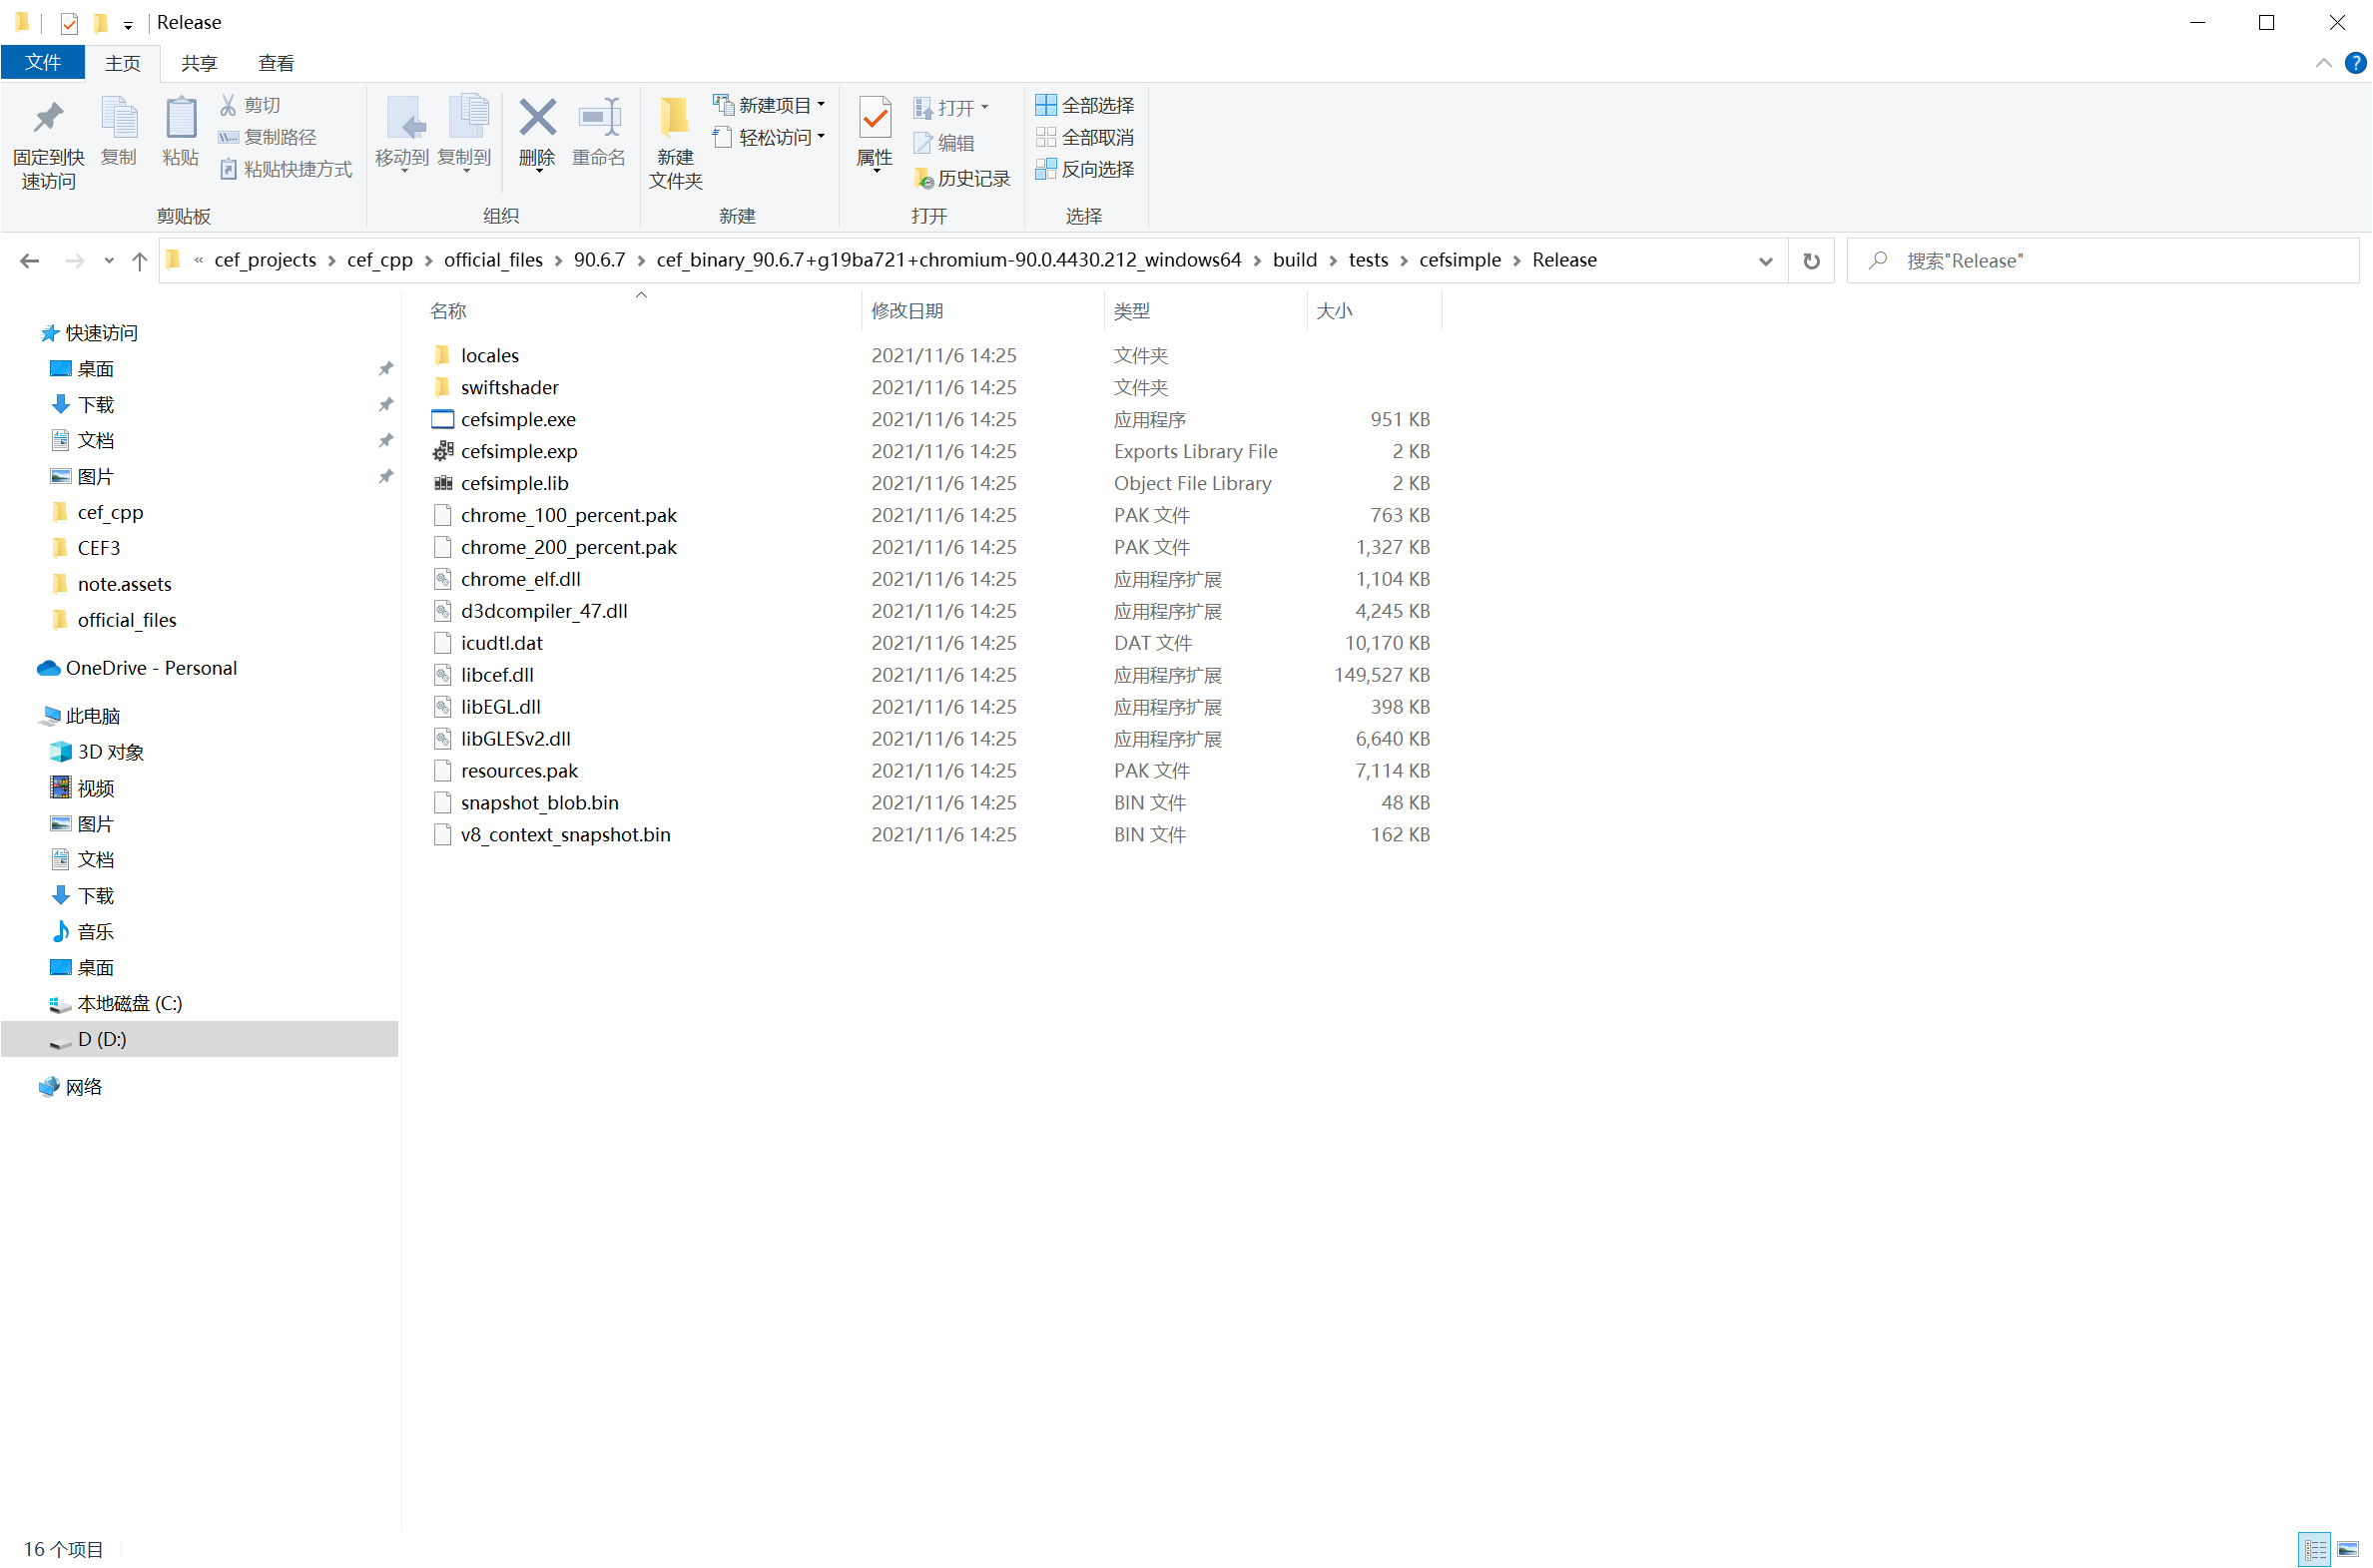 Release
文件 主页 共享 查看
固定到快速访问 复制 粘贴 剪切 复制路径 粘贴快捷方式 移动到 复制到 删除 重命名 新建文件夹 新建项目 轻松访问 属性 打开 编辑 历史记录 全部选择 全部取消 反向选择
剪贴板 组织 新建 打开 选择
« cef_projects › cef_cpp › official_files › 90.6.7 › cef_binary_90.6.7+g19ba721+chromium-90.0.4430.212_windows64 › build › tests › cefsimple › Release 搜索"Release"
快速访问
桌面
下载
文档
图片
cef_cpp
CEF3
note.assets
official_files
OneDrive - Personal
此电脑
3D 对象
视频
图片
文档
下载
音乐
桌面
本地磁盘 (C:)
D (D:)
网络
名称 修改日期 类型 大小
locales 2021/11/6 14:25 文件夹
swiftshader 2021/11/6 14:25 文件夹
cefsimple.exe 2021/11/6 14:25 应用程序 951 KB
cefsimple.exp 2021/11/6 14:25 Exports Library File 2 KB
cefsimple.lib 2021/11/6 14:25 Object File Library 2 KB
chrome_100_percent.pak 2021/11/6 14:25 PAK 文件 763 KB
chrome_200_percent.pak 2021/11/6 14:25 PAK 文件 1,327 KB
chrome_elf.dll 2021/11/6 14:25 应用程序扩展 1,104 KB
d3dcompiler_47.dll 2021/11/6 14:25 应用程序扩展 4,245 KB
icudtl.dat 2021/11/6 14:25 DAT 文件 10,170 KB
libcef.dll 2021/11/6 14:25 应用程序扩展 149,527 KB
libEGL.dll 2021/11/6 14:25 应用程序扩展 398 KB
libGLESv2.dll 2021/11/6 14:25 应用程序扩展 6,640 KB
resources.pak 2021/11/6 14:25 PAK 文件 7,114 KB
snapshot_blob.bin 2021/11/6 14:25 BIN 文件 48 KB
v8_context_snapshot.bin 2021/11/6 14:25 BIN 文件 162 KB
16 个项目